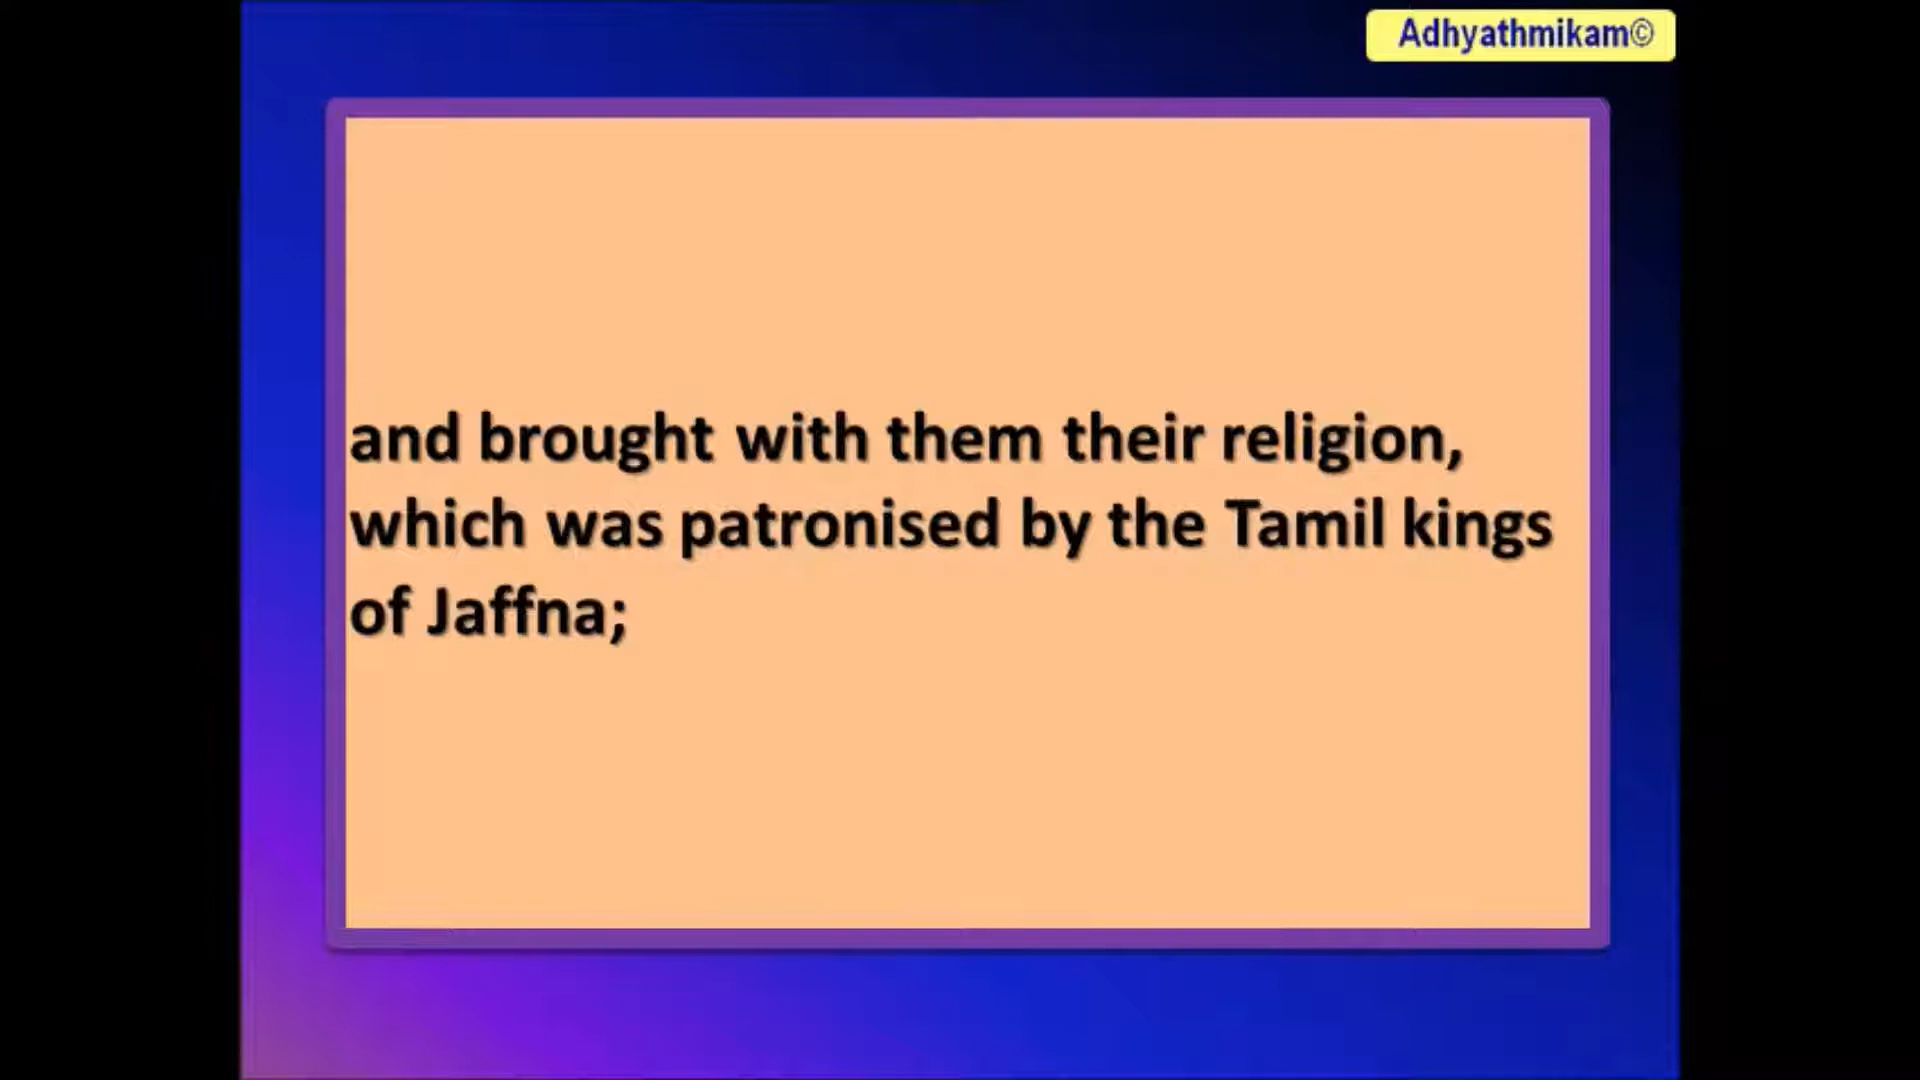 Adhyathmikam©
and brought with them their religion,
which was patronised by the Tamil kings
of Jaffna;